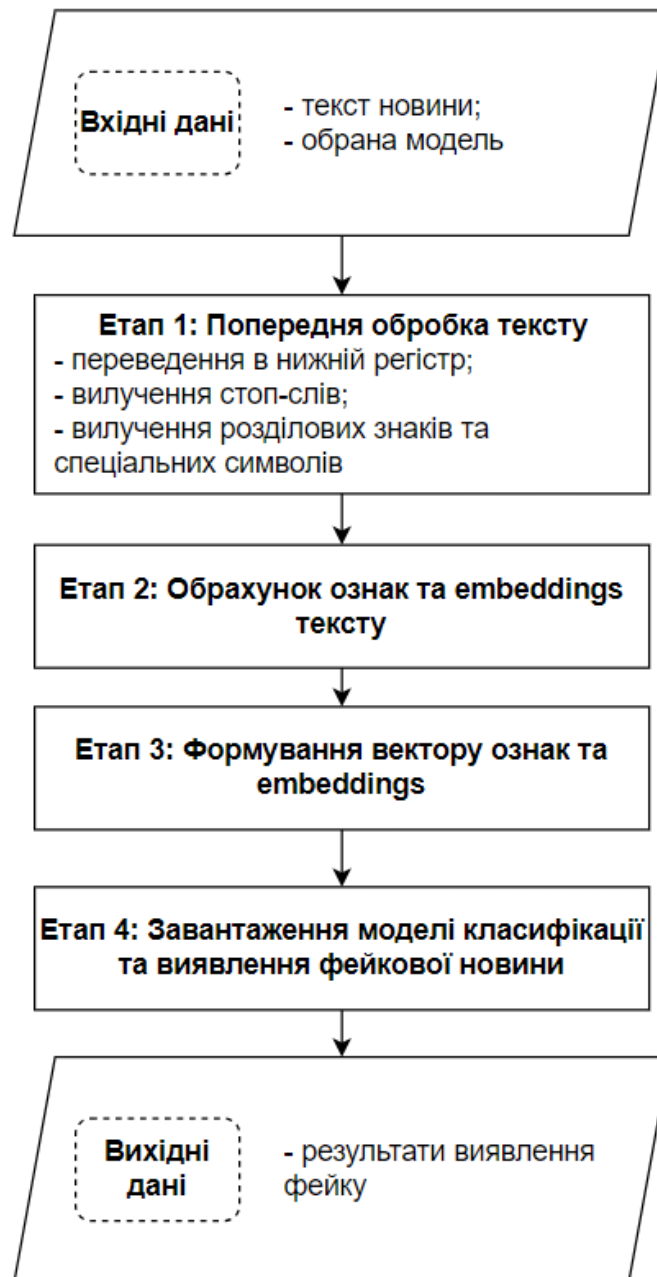 Вхідні дані
- текст новини;
- обрана модель
Етап 1: Попередня обробка тексту
- переведення в нижній регістр;
- вилучення стоп-слів;
- вилучення розділових знаків та
спеціальних символів
Етап 2: Обрахунок ознак та embeddings
тексту
Етап 3: Формування вектору ознак та
embeddings
Етап 4: Завантаження моделі класифікації
та виявлення фейкової новини
Вихідні
дані
- результати виявлення
фейку